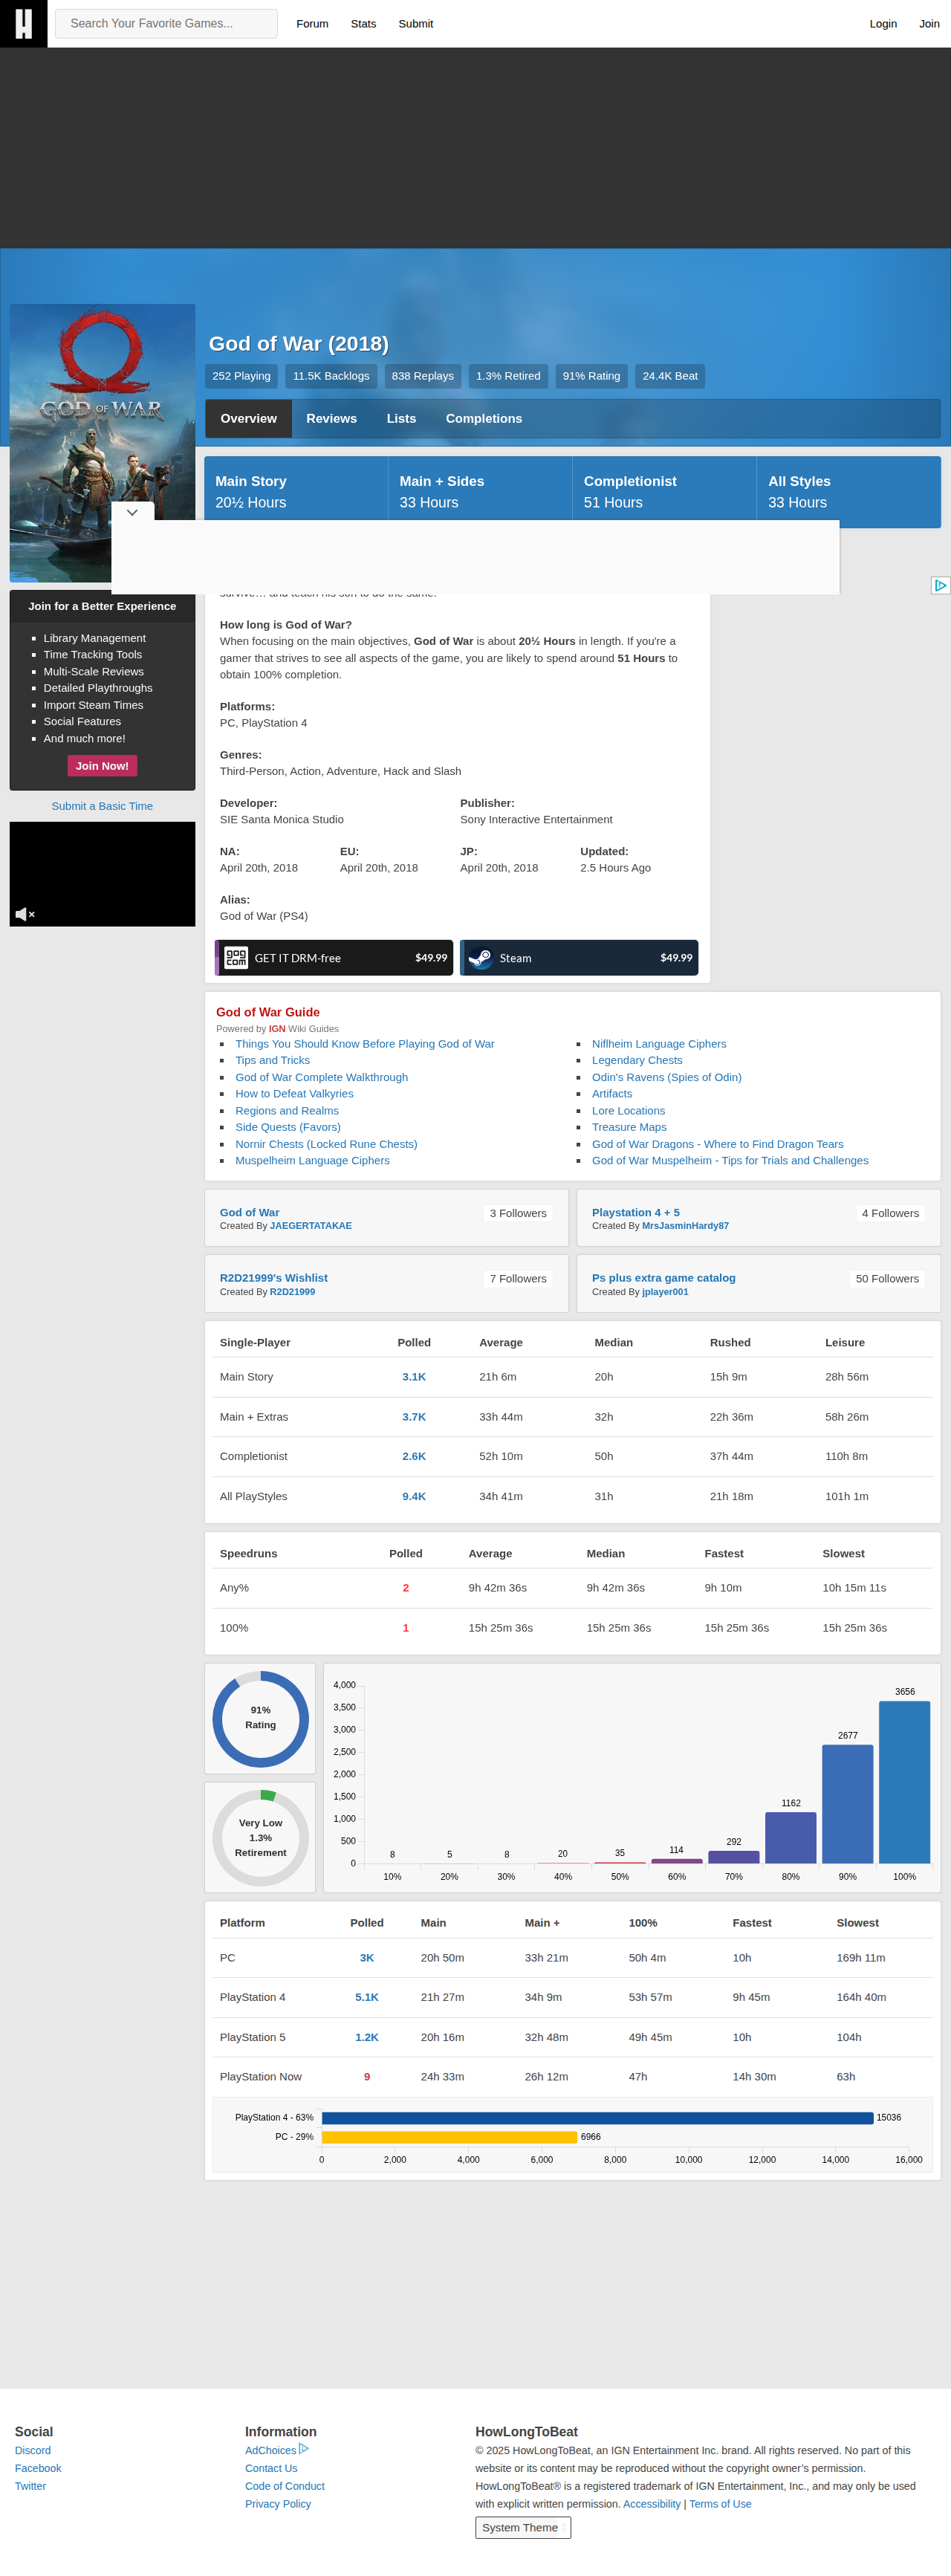 Search Your Favorite Games...
Forum Stats Submit
Login Join
God of War (2018)
252 Playing 11.5K Backlogs 838 Replays 1.3% Retired 91% Rating 24.4K Beat
Overview Reviews Lists Completions
GOD OF WAR
Main Story Main + Sides Completionist All Styles
20½ Hours 33 Hours 51 Hours 33 Hours
Join for a Better Experience
Library Management
Time Tracking Tools
Multi-Scale Reviews
Detailed Playthroughs
Import Steam Times
Social Features
And much more!
Join Now!
Submit a Basic Time
survive… and teach his son to do the same.
How long is God of War?
When focusing on the main objectives, God of War is about 20½ Hours in length. If you're a
gamer that strives to see all aspects of the game, you are likely to spend around 51 Hours to
obtain 100% completion.
Platforms:
PC, PlayStation 4
Genres:
Third-Person, Action, Adventure, Hack and Slash
Developer: Publisher:
SIE Santa Monica Studio Sony Interactive Entertainment
NA: EU: JP: Updated:
April 20th, 2018 April 20th, 2018 April 20th, 2018 2.5 Hours Ago
Alias:
God of War (PS4)
GOG COM GET IT DRM-free $49.99 Steam $49.99
God of War Guide
Powered by IGN Wiki Guides
Things You Should Know Before Playing God of War
Tips and Tricks
God of War Complete Walkthrough
How to Defeat Valkyries
Regions and Realms
Side Quests (Favors)
Nornir Chests (Locked Rune Chests)
Muspelheim Language Ciphers
Niflheim Language Ciphers
Legendary Chests
Odin's Ravens (Spies of Odin)
Artifacts
Lore Locations
Treasure Maps
God of War Dragons - Where to Find Dragon Tears
God of War Muspelheim - Tips for Trials and Challenges
God of War 3 Followers
Created By JAEGERTATAKAE
Playstation 4 + 5 4 Followers
Created By MrsJasminHardy87
R2D21999's Wishlist 7 Followers
Created By R2D21999
Ps plus extra game catalog 50 Followers
Created By jplayer001
Single-Player Polled Average Median Rushed Leisure
Main Story 3.1K 21h 6m 20h 15h 9m 28h 56m
Main + Extras 3.7K 33h 44m 32h 22h 36m 58h 26m
Completionist 2.6K 52h 10m 50h 37h 44m 110h 8m
All PlayStyles 9.4K 34h 41m 31h 21h 18m 101h 1m
Speedruns Polled Average Median Fastest Slowest
Any% 2 9h 42m 36s 9h 42m 36s 9h 10m 10h 15m 11s
100% 1 15h 25m 36s 15h 25m 36s 15h 25m 36s 15h 25m 36s
91%
Rating
Very Low
1.3%
Retirement
4,000
3,500
3,000
2,500
2,000
1,500
1,000
500
0
8 5 8 20 35 114 292 1162 2677 3656
10% 20% 30% 40% 50% 60% 70% 80% 90% 100%
Platform Polled Main Main + 100% Fastest Slowest
PC 3K 20h 50m 33h 21m 50h 4m 10h 169h 11m
PlayStation 4 5.1K 21h 27m 34h 9m 53h 57m 9h 45m 164h 40m
PlayStation 5 1.2K 20h 16m 32h 48m 49h 45m 10h 104h
PlayStation Now 9 24h 33m 26h 12m 47h 14h 30m 63h
PlayStation 4 - 63% 15036
PC - 29% 6966
0 2,000 4,000 6,000 8,000 10,000 12,000 14,000 16,000
Social
Discord
Facebook
Twitter
Information
AdChoices
Contact Us
Code of Conduct
Privacy Policy
HowLongToBeat
© 2025 HowLongToBeat, an IGN Entertainment Inc. brand. All rights reserved. No part of this
website or its content may be reproduced without the copyright owner's permission.
HowLongToBeat® is a registered trademark of IGN Entertainment, Inc., and may only be used
with explicit written permission. Accessibility | Terms of Use
System Theme